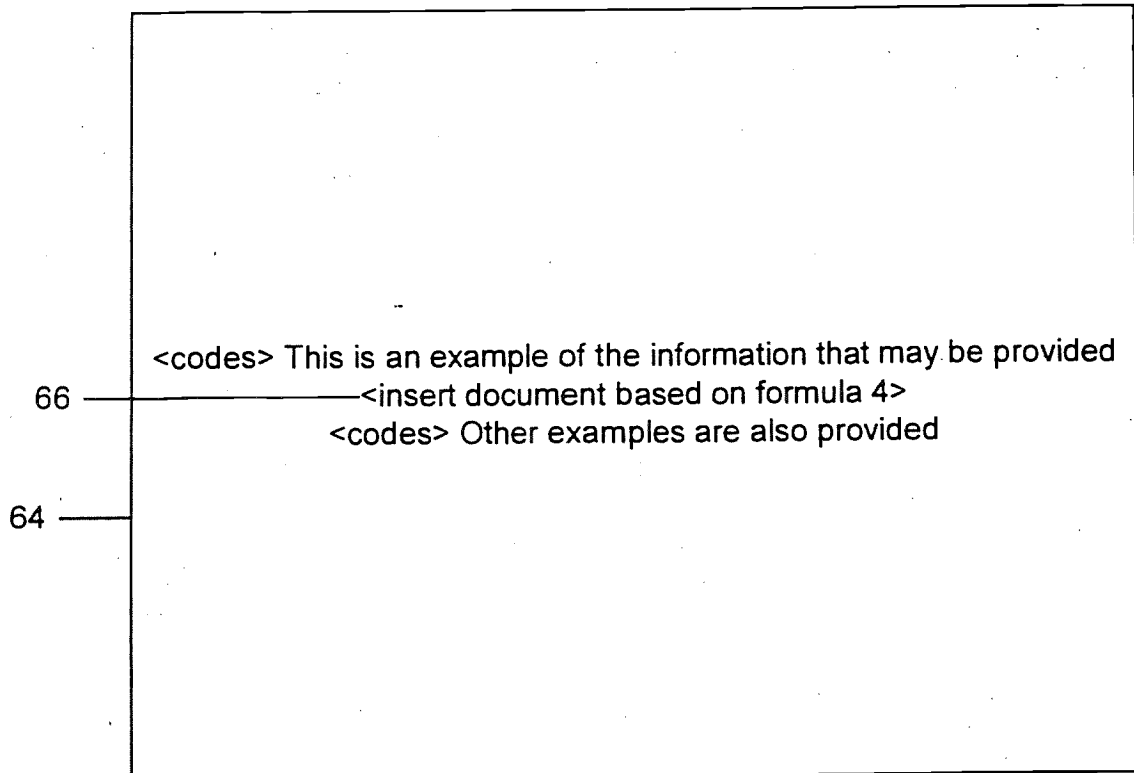 <codes> This is an example of the information that may be provided
66 <insert document based on formula 4>
<codes> Other examples are also provided
64